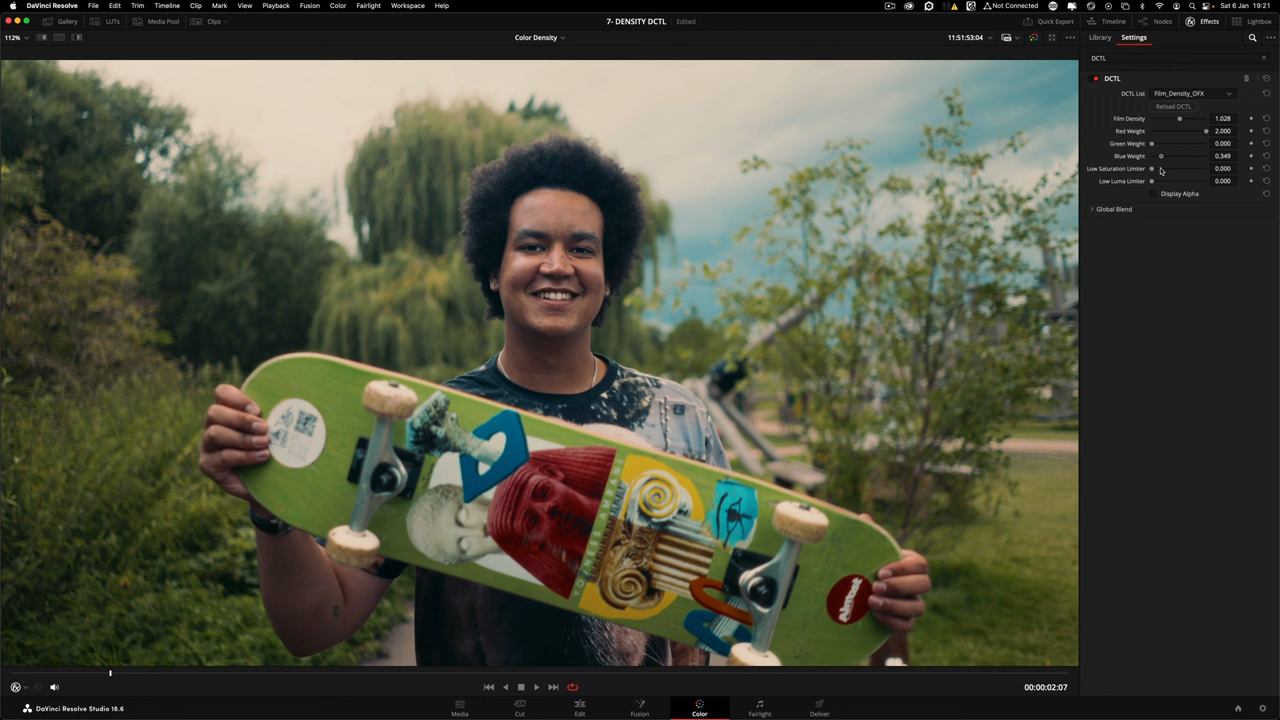 DaVinci Resolve File Edit Trim Timeline Clip Mark View Playback Fusion Color Fairlight Workspace Help Not Connected Sat 6 Jan 19:21
Gallery LUTs Media Pool Clips 7- DENSITY DCTL Edited Quick Export Timeline Nodes Effects Lightbox
112% Color Density 11:51:53:04 Library Settings
DCTL
DCTL
DCTL List Film_Density_OFX
Reload DCTL
Film Density 1.028
Red Weight 2.000
Green Weight 0.000
Blue Weight 0.349
Low Saturation Limiter 0.000
Low Luma Limiter 0.000
Display Alpha
Global Blend
Almost
00:00:02:07
DaVinci Resolve Studio 18.6 Media Cut Edit Fusion Color Fairlight Deliver